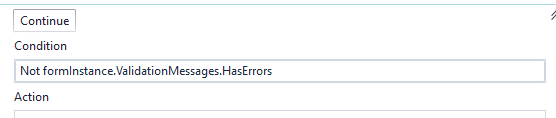 Continue
Condition
Not formInstance.ValidationMessages.HasErrors
Action